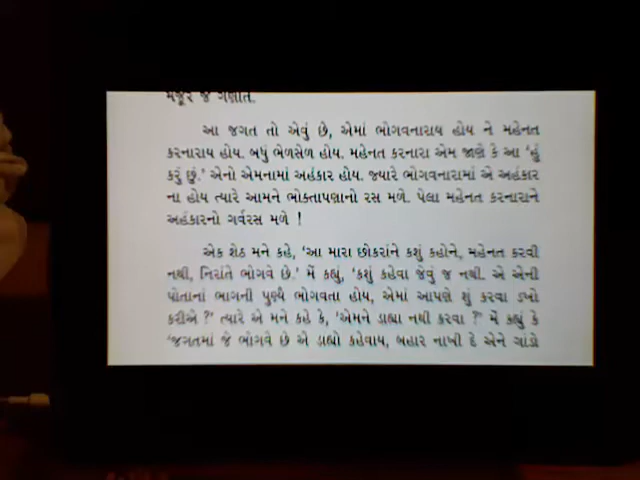 મજૂર જ ગણાત.
આ જગત તો એવું છે, એમાં ભોગવનારાય હોય ને મહેનત
કરનારાય હોય. બધું ભેળસેળ હોય. મહેનત કરનારા એમ જાણે કે આ ‘હું
કરું છું.’ એનો એમનામાં અહંકાર હોય. જ્યારે ભોગવનારામાં એ અહંકાર
ના હોય ત્યારે આમને ભોક્તાપણાનો રસ મળે. પેલા મહેનત કરનારાને
અહંકારનો ગર્વરસ મળે !
એક શેઠ મને કહે, ‘આ મારા છોકરાંને કશું કહોને, મહેનત કરવી
નથી, નિરાંતે ભોગવે છે.’ મેં કહ્યું, ‘કશું કહેવા જેવું જ નથી. એ એની
પોતાનાં ભાગની પુણ્યૈ ભોગવતા હોય, એમાં આપણે શું કરવા ડખો
કરીએ ?’ ત્યારે એ મને કહે કે, ‘એમને ડાહ્યા નથી કરવા ?’ મેં કહ્યું કે
‘જગતમાં જે ભોગવે છે એ ડાહ્યો કહેવાય, બહાર નાખી દે એને ગાંડો